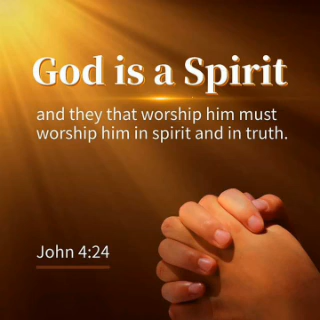 God is a Spirit
and they that worship him must
worship him in spirit and in truth.
John 4:24